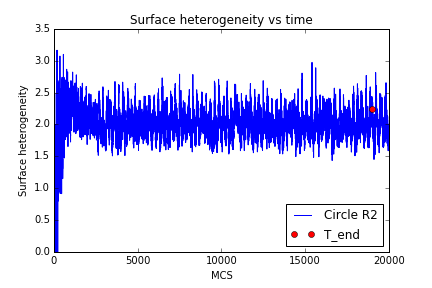 Surface heterogeneity vs time
3.5
3.0
2.5
2.0
1.5
1.0
0.5
0.0
Surface heterogeneity
0 5000 10000 15000 20000
MCS
Circle R2
T_end